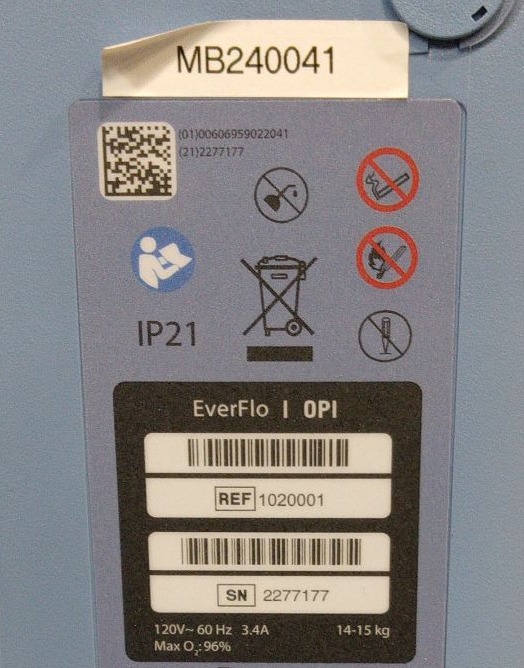 MB240041
(01)00606959022041
(21)2277177
IP21
EverFlo | OPI
REF 1020001
SN 2277177
120V~ 60 Hz 3.4A 14-15 kg
Max O₂:96%